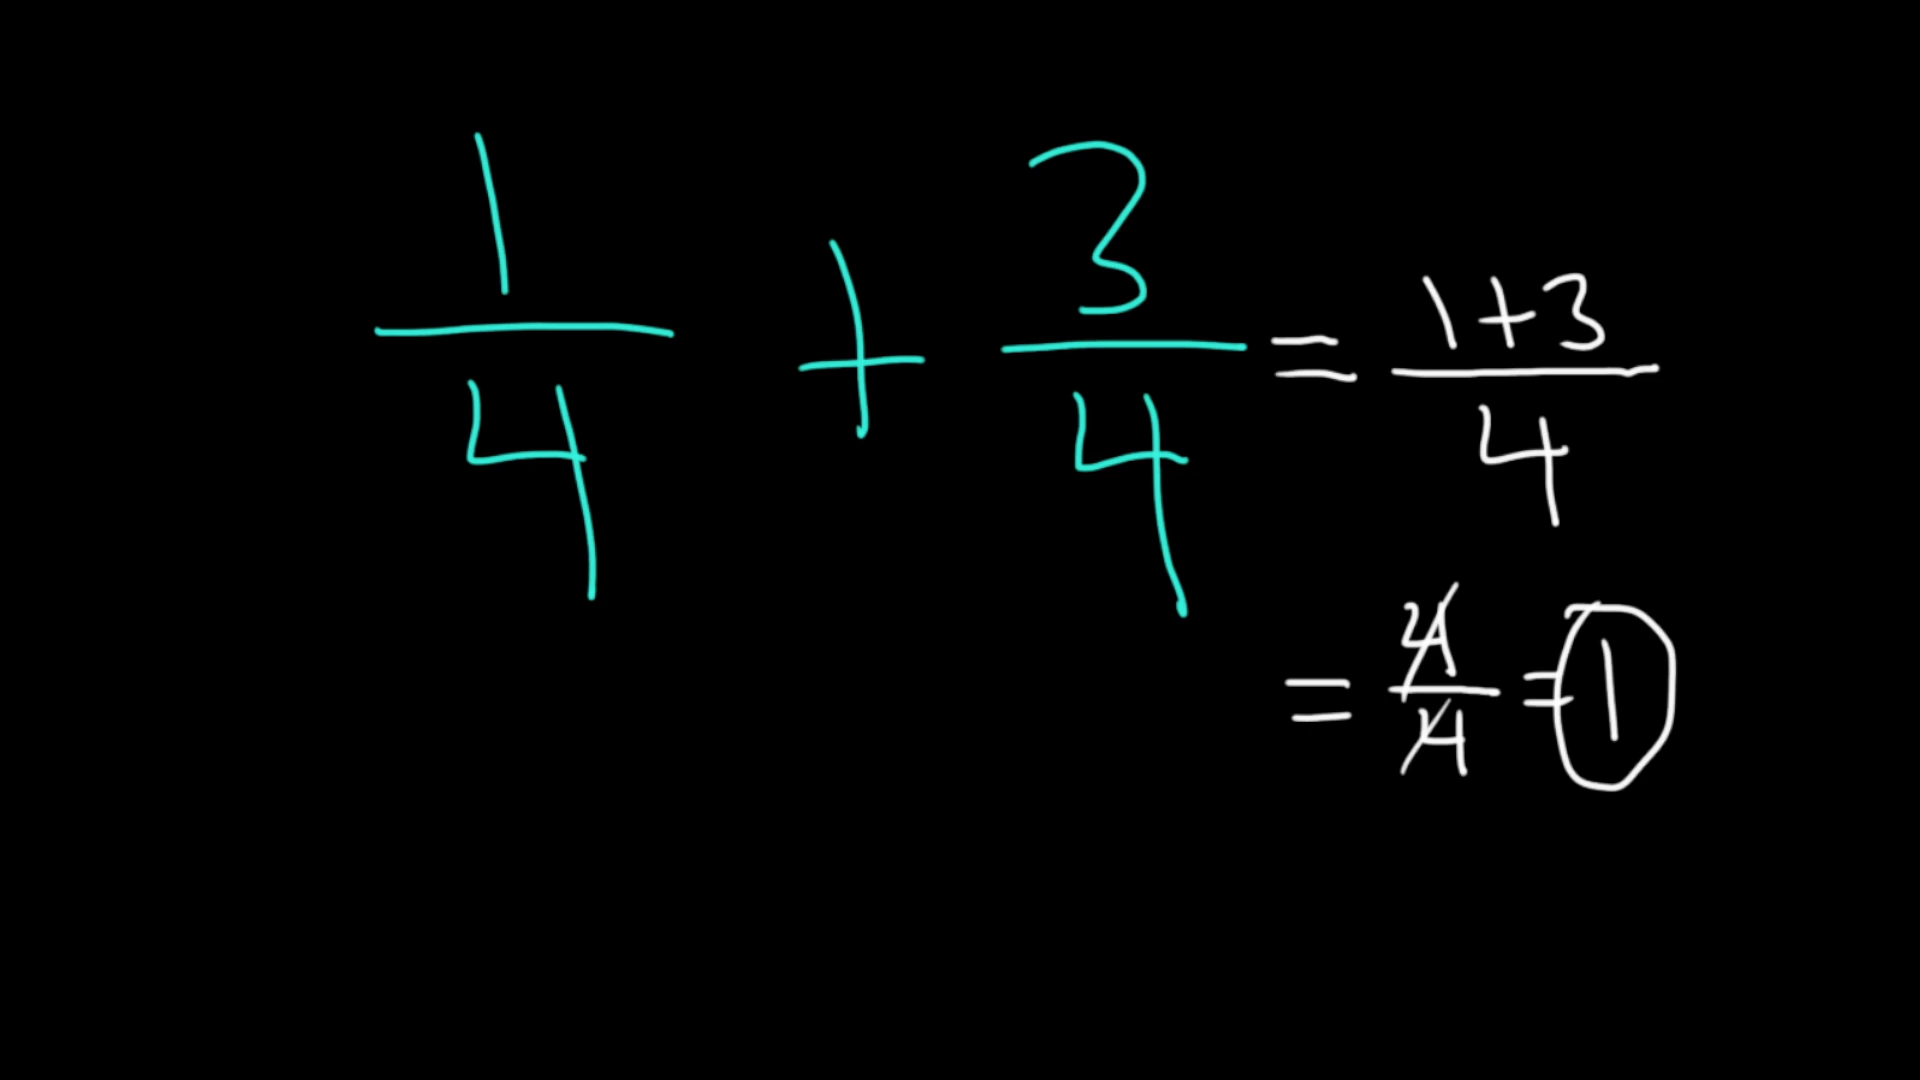 1/4 + 3/4 = (1+3)/4
= 4/4 = 1